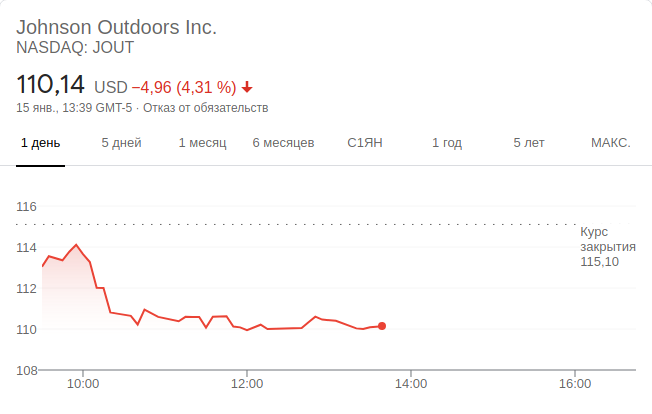 Johnson Outdoors Inc.
NASDAQ: JOUT
110,14 USD −4,96 (4,31 %)
15 янв., 13:39 GMT-5 · Отказ от обязательств
1 день 5 дней 1 месяц 6 месяцев С1ЯН 1 год 5 лет МАКС.
116
Курс
закрытия
115,10
114
112
110
108
10:00 12:00 14:00 16:00